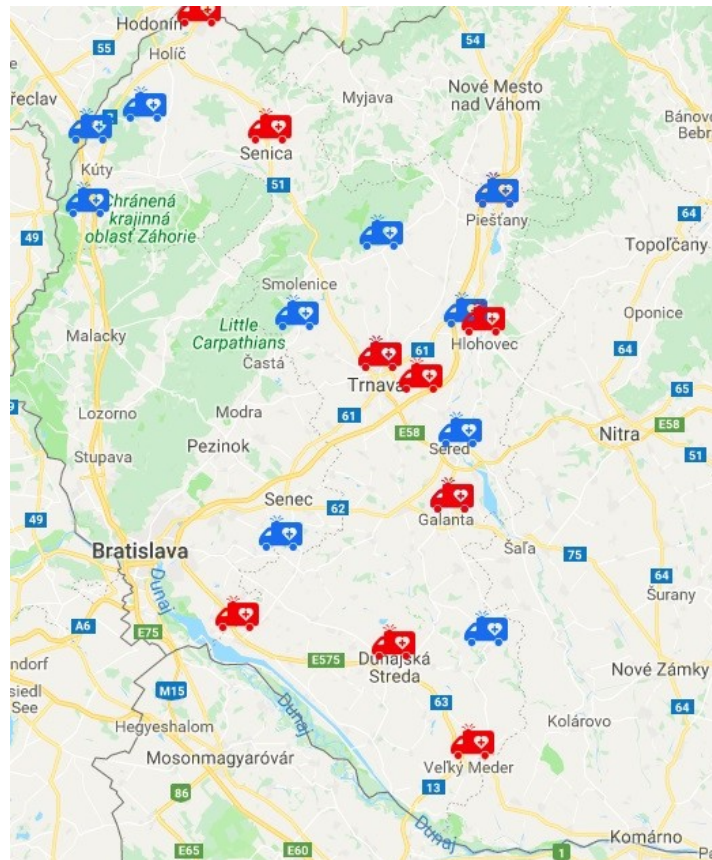 Hodonín
55
Holíč
54
Nové Mesto
nad Váhom
Myjava
řeclav
Bánovc
Bebr
Senica
Kúty
51
Chránená
krajinná
oblasť Záhorie
Piešťany
64
49
Topoľčany
Smolenice
Oponice
Malacky
Little
Carpathians
61
Hlohovec
64
Častá
Trnava
65
Lozorno
Modra
61
E58
Nitra
E58
Pezinok
Sereď
Stupava
51
Senec
49
62
Galanta
Bratislava
Šaľa
75
64
Dunaj
Šurany
A6
E75
ndorf
siedl
See
E575
Dunajská
Streda
Nové Zámky
M15
63
64
Dunaj
Kolárovo
Hegyeshalom
Mosonmagyaróvár
Veľký Meder
86
13
Dunaj
Komárno
E65
E60
1